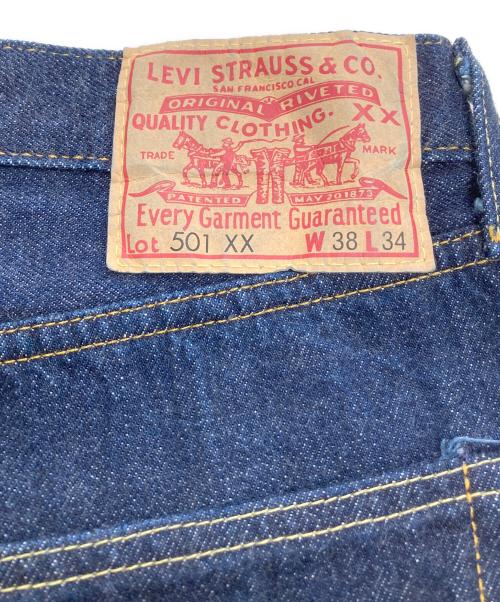 LEVI STRAUSS & CO.
SAN FRANCISCO CAL
ORIGINAL RIVETED
QUALITY CLOTHING. XX
TRADE MARK
PATENTED MAY 20 1873
Every Garment Guaranteed
Lot 501 XX W 38 L 34